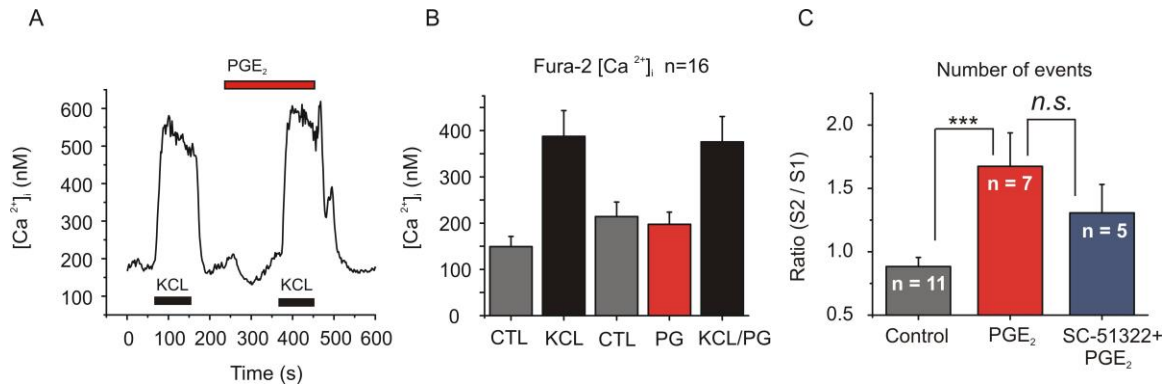 A
PGE₂
600
500
400
300
200
100
[Ca ²⁺]ᵢ (nM)
KCL
KCL
0 100 200 300 400 500 600
Time (s)
B
Fura-2 [Ca ²⁺]ᵢ n=16
400
300
200
150
100
0
[Ca ²⁺]ᵢ (nM)
CTL KCL CTL PG KCL/PG
C
Number of events
***
n.s.
2.0
1.5
1.0
0.5
Ratio (S2 / S1)
n = 11
n = 7
n = 5
Control PGE₂ SC-51322+
PGE₂